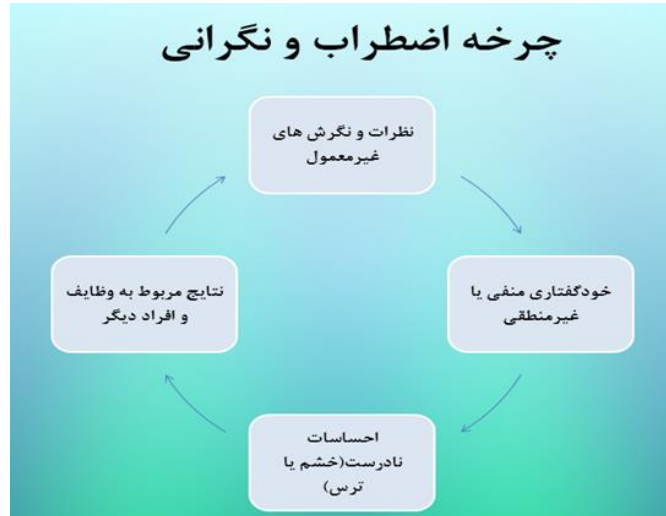 چرخه اضطراب و نگرانی
نظرات و نگرش های
غیرمعمول
خودگفتاری منفی یا
غیرمنطقی
احساسات
نادرست(خشم یا
ترس)
نتایج مربوط به وظایف
و افراد دیگر